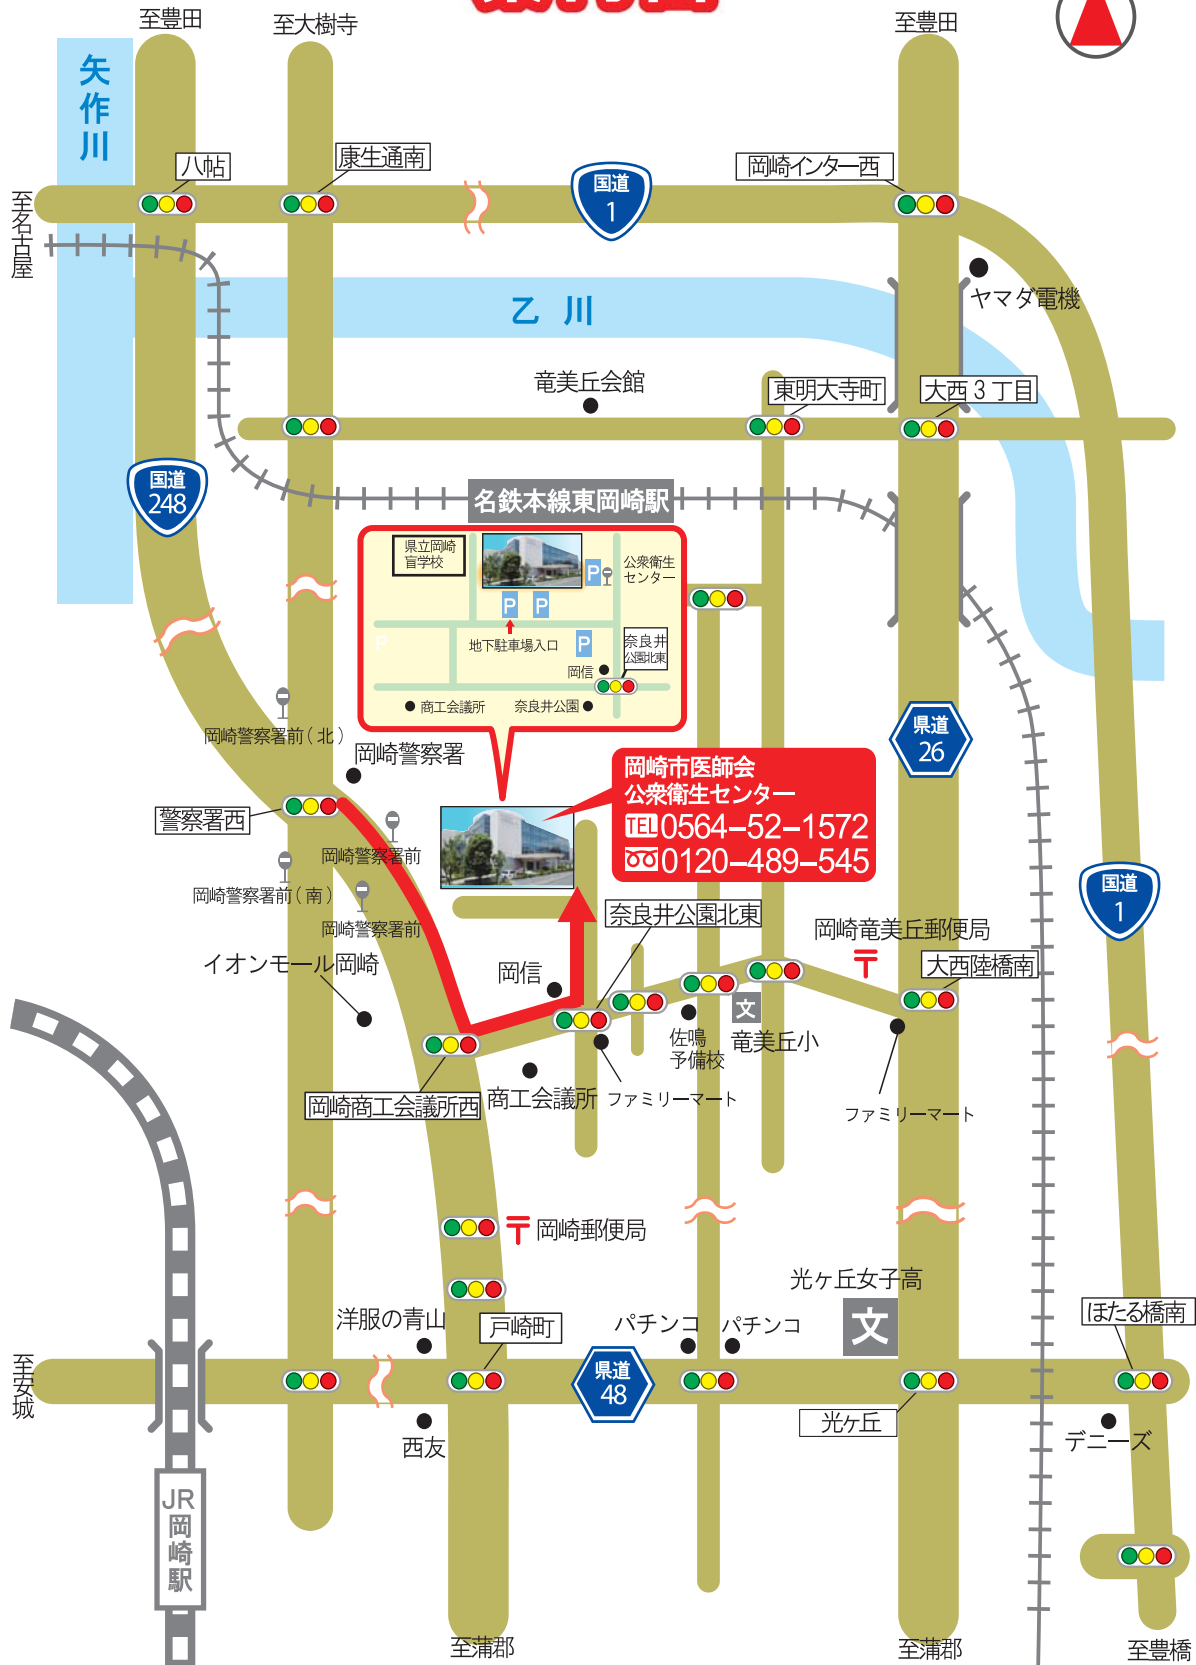 至豊田
至大樹寺
至豊田
矢作川
八帖
康生通南
岡崎インター西
至名古屋
国道
1
ヤマダ電機
乙川
竜美丘会館
東明大寺町
大西3丁目
国道
248
名鉄本線東岡崎駅
県立岡崎
盲学校
P
公衆衛生
センター
P
P
P
地下駐車場入口
P
奈良井
公園北東
岡信
商工会議所
奈良井公園
岡崎警察署前(北)
岡崎警察署
県道
26
岡崎市医師会
公衆衛生センター
TEL 0564-52-1572
0120-489-545
警察署西
岡崎警察署前
岡崎警察署前(南)
岡崎警察署前
国道
1
奈良井公園北東
岡崎竜美丘郵便局
〒
大西陸橋南
イオンモール岡崎
岡信
文
佐鳴
予備校
竜美丘小
岡崎商工会議所西
商工会議所
ファミリーマート
ファミリーマート
〒岡崎郵便局
光ヶ丘女子高
文
洋服の青山
戸崎町
パチンコ
パチンコ
ほたる橋南
至安城
県道
48
光ヶ丘
西友
デニーズ
JR岡崎駅
至蒲郡
至蒲郡
至豊橋